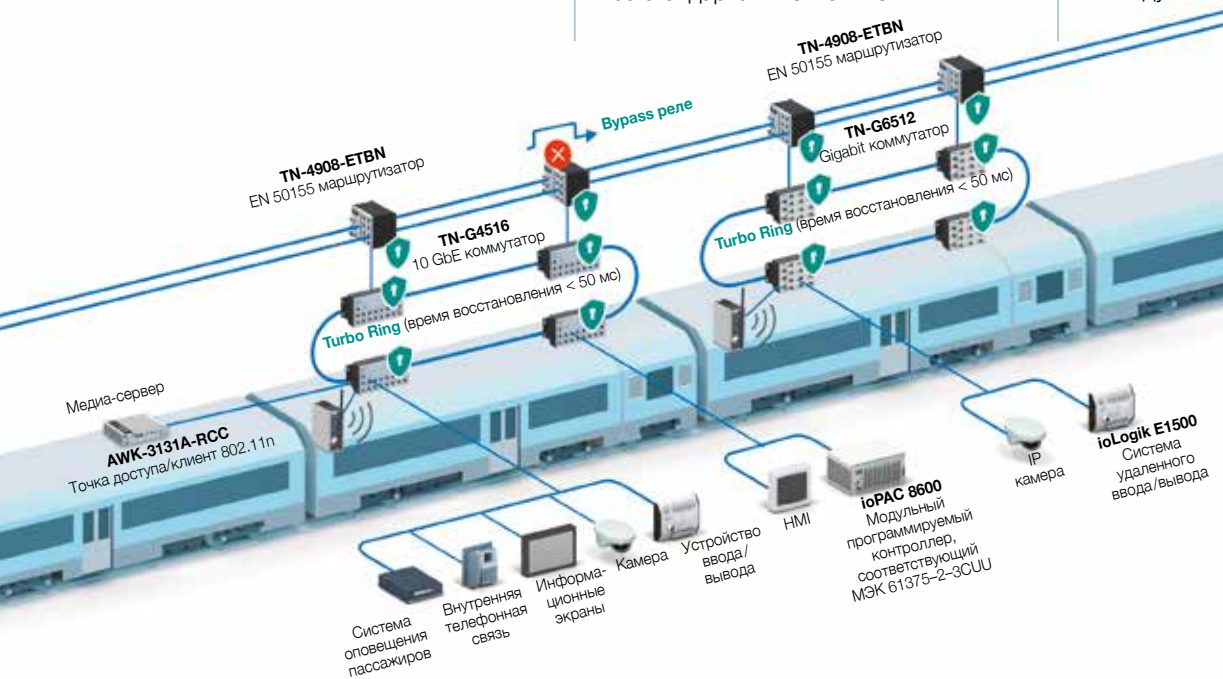 TN-4908-ETBN
EN 50155 маршрутизатор
Bypass реле
TN-4908-ETBN
EN 50155 маршрутизатор
TN-G6512
Gigabit коммутатор
TN-G4516
10 GbE коммутатор
Turbo Ring (время восстановления < 50 мс)
Turbo Ring (время восстановления < 50 мс)
Медиа-сервер
AWK-3131A-RCC
Точка доступа/клиент 802.11n
Система
оповещения
пассажиров
Внутренняя
телефонная
связь
Информа-
ционные
экраны
Камера
Устройство
ввода/
вывода
HMI
ioPAC 8600
Модульный
программируемый
контроллер,
соответствующий
МЭК 61375–2–3CUU
IP
камера
ioLogik E1500
Система
удаленного
ввода/вывода